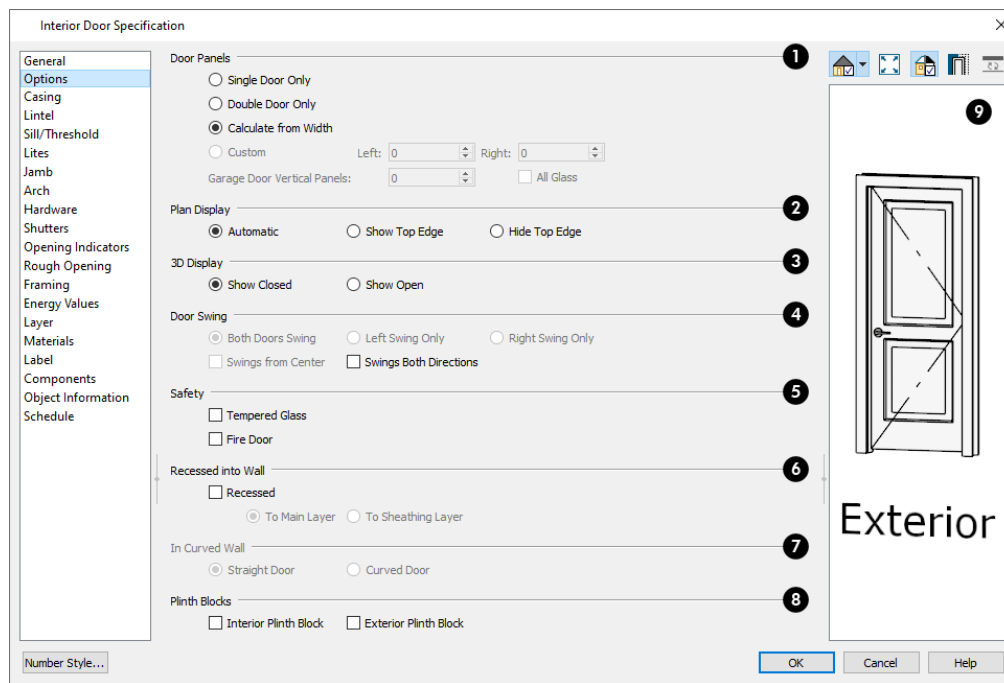 Interior Door Specification
General
Options
Casing
Lintel
Sill/Threshold
Lites
Jamb
Arch
Hardware
Shutters
Opening Indicators
Rough Opening
Framing
Energy Values
Layer
Materials
Label
Components
Object Information
Schedule
Door Panels 1
Single Door Only
Double Door Only
Calculate from Width
Custom Left: 0 Right: 0
Garage Door Vertical Panels: 0 All Glass
Plan Display 2
Automatic Show Top Edge Hide Top Edge
3D Display 3
Show Closed Show Open
Door Swing 4
Both Doors Swing Left Swing Only Right Swing Only
Swings from Center Swings Both Directions
Safety 5
Tempered Glass
Fire Door
Recessed into Wall 6
Recessed
To Main Layer To Sheathing Layer
In Curved Wall 7
Straight Door Curved Door
Plinth Blocks 8
Interior Plinth Block Exterior Plinth Block
9
Exterior
Number Style... OK Cancel Help